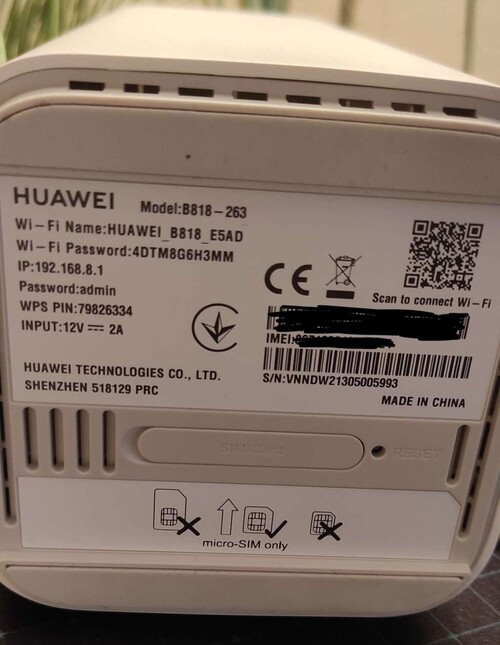 HUAWEI
Model:B818-263
Wi-Fi Name:HUAWEI_B818_E5AD
Wi-Fi Password:4DTM8G6H3MM
IP:192.168.8.1
Password:admin
WPS PIN:79826334
INPUT:12V ⎓ 2A
HUAWEI TECHNOLOGIES CO., LTD.
SHENZHEN 518129 PRC
CE
Scan to connect Wi-Fi
IMEI:
S/N:VNNDW21305005993
MADE IN CHINA
SIM Card
RESET
micro-SIM only